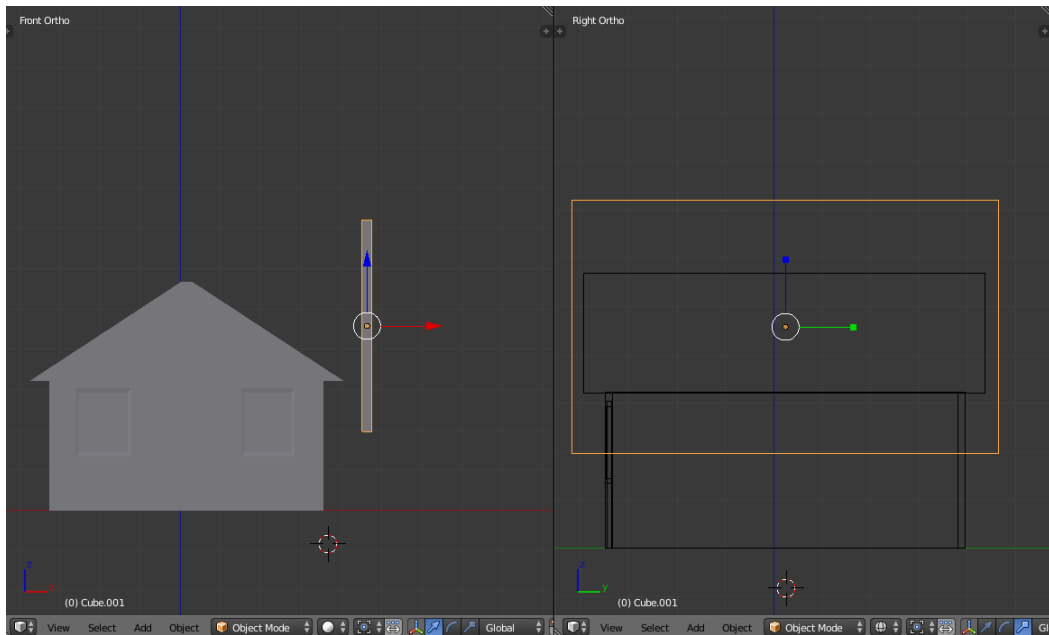 Front Ortho
Right Ortho
z
x
(0) Cube.001
z
y
(0) Cube.001
View Select Add Object Object Mode Global
View Select Add Object Object Mode Gl